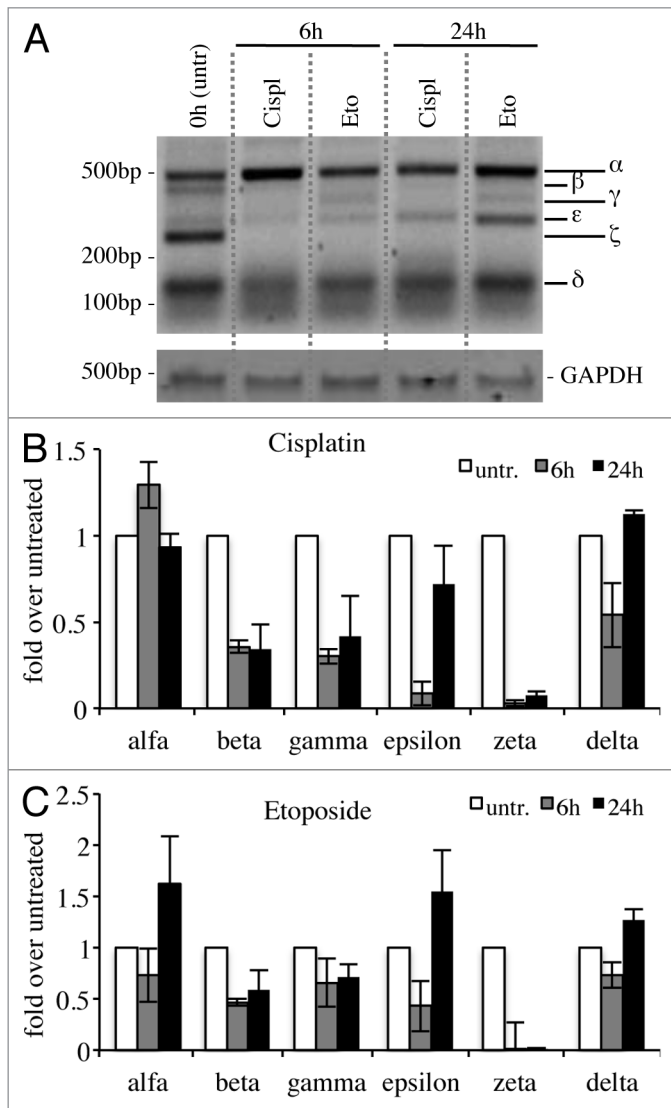 A
6h
24h
0h (untr)
Cispl
Eto
Cispl
Eto
500bp -
200bp -
100bp -
α
β
γ
ε
ζ
δ
500bp -
- GAPDH
B
Cisplatin
untr.
6h
24h
fold over untreated
1.5
1
0.5
0
alfa
beta
gamma
epsilon
zeta
delta
C
Etoposide
untr.
6h
24h
fold over untreated
2.5
2
1.5
1
0.5
0
alfa
beta
gamma
epsilon
zeta
delta